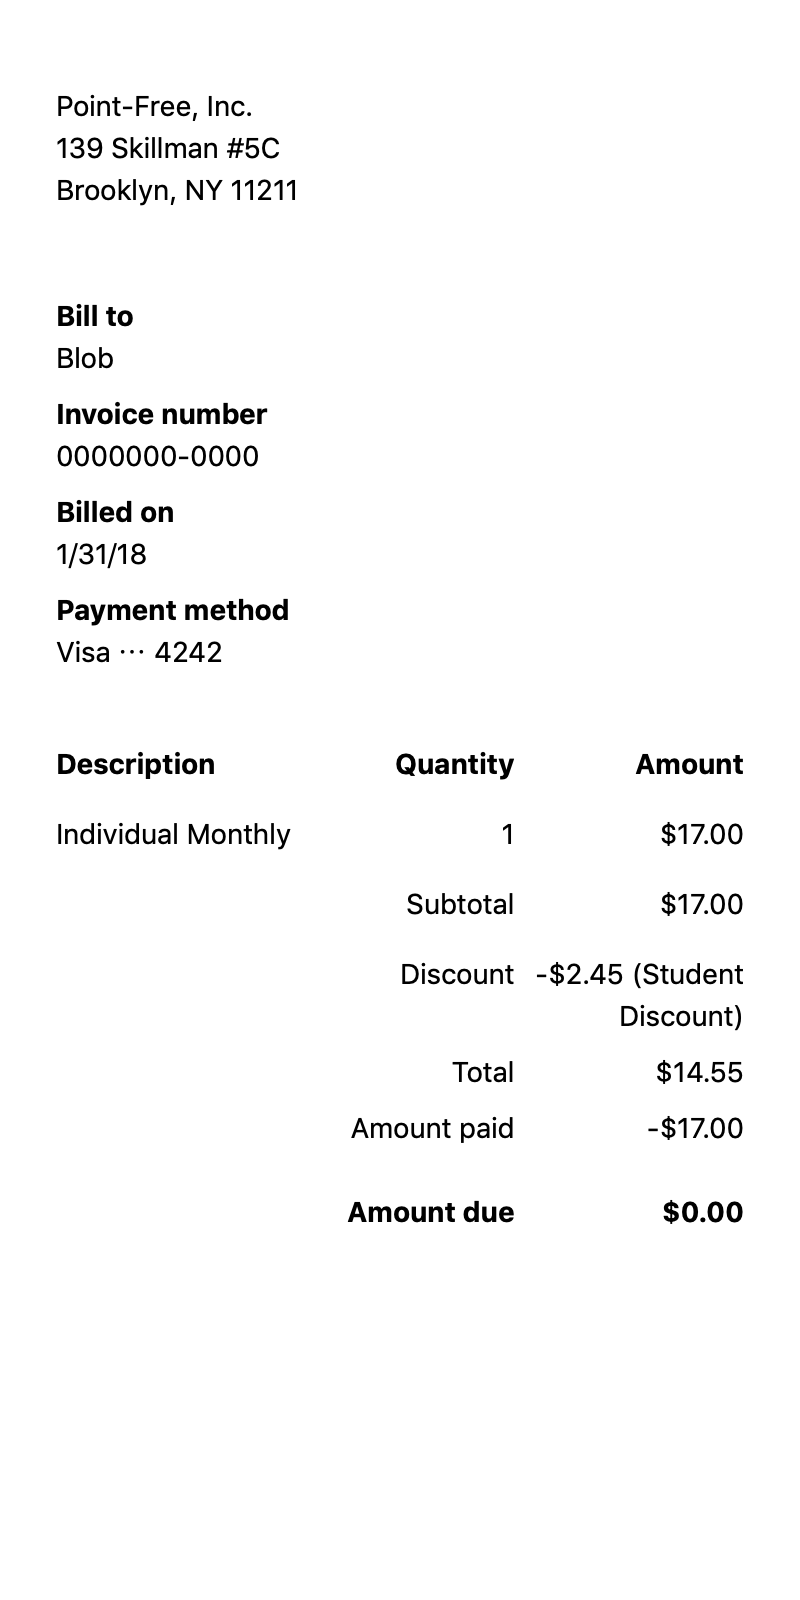 Point-Free, Inc.
139 Skillman #5C
Brooklyn, NY 11211
Bill to
Blob
Invoice number
0000000-0000
Billed on
1/31/18
Payment method
Visa ··· 4242
Description Quantity Amount
Individual Monthly 1 $17.00
Subtotal $17.00
Discount -$2.45 (Student
Discount)
Total $14.55
Amount paid -$17.00
Amount due $0.00